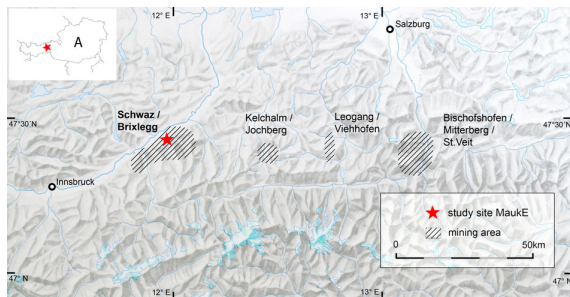 12° E
13° E
A
Salzburg
Schwaz /
Brixlegg
Kelchalm /
Jochberg
Leogang /
Viehhofen
Bischofshofen /
Mitterberg /
St.Veit
47°30´N
47°30´N
Innsbruck
study site MaukE
mining area
0
50km
47° N
47° N
12° E
13° E